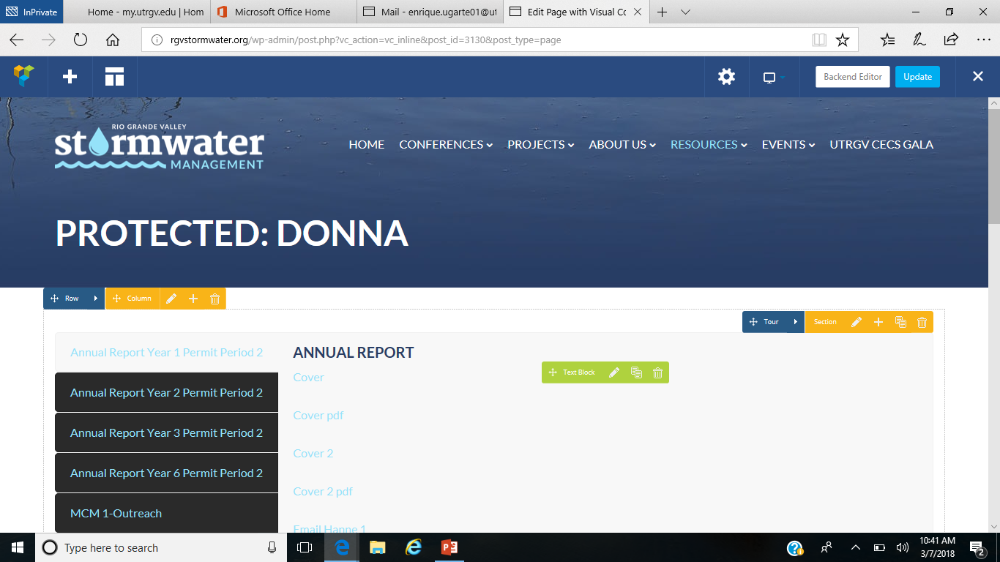 InPrivate
Home - my.utrgv.edu | Hom
Microsoft Office Home
Mail - enrique.ugarte01@ut
Edit Page with Visual Co
rgvstormwater.org/wp-admin/post.php?vc_action=vc_inline&post_id=3130&post_type=page
Backend Editor
Update
RIO GRANDE VALLEY
stormwater
MANAGEMENT
HOME CONFERENCES PROJECTS ABOUT US RESOURCES EVENTS UTRGV CECS GALA
PROTECTED: DONNA
Row
Column
Tour
Section
Annual Report Year 1 Permit Period 2
Annual Report Year 2 Permit Period 2
Annual Report Year 3 Permit Period 2
Annual Report Year 6 Permit Period 2
MCM 1-Outreach
ANNUAL REPORT
Text Block
Cover
Cover pdf
Cover 2
Cover 2 pdf
Email Hanne 1
Type here to search
10:41 AM
3/7/2018
2